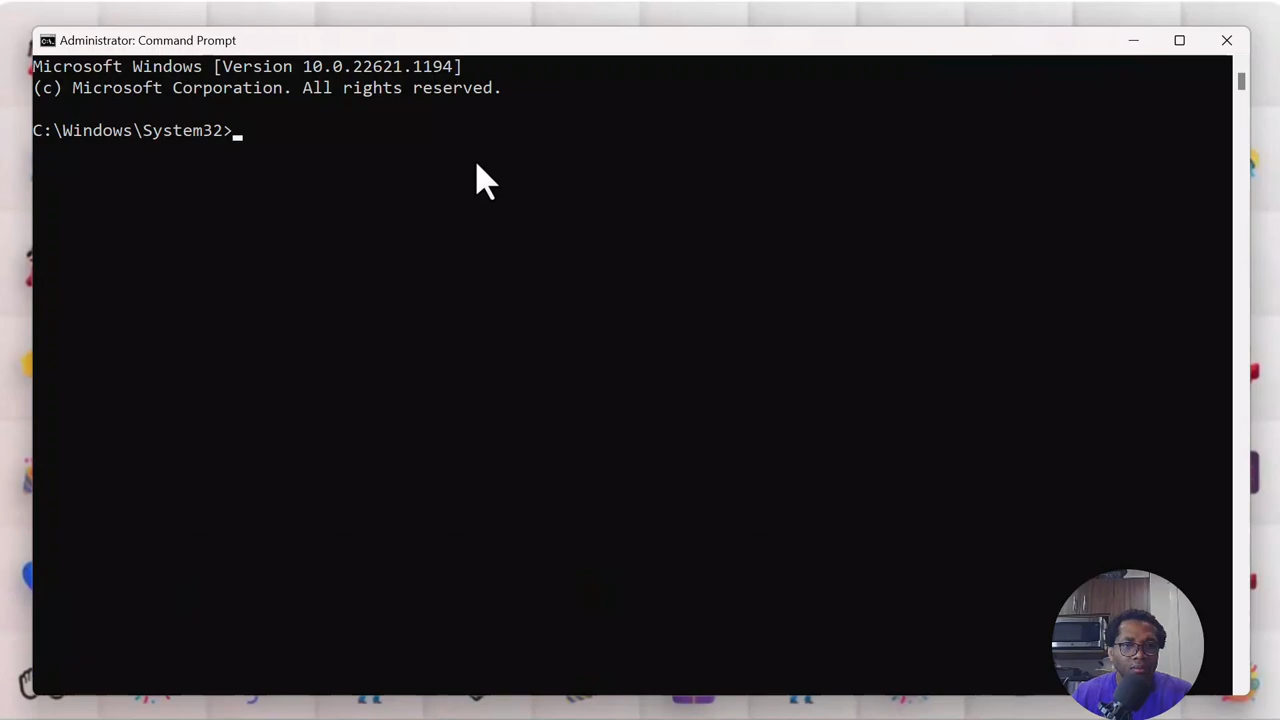 Administrator: Command Prompt
Microsoft Windows [Version 10.0.22621.1194]
(c) Microsoft Corporation. All rights reserved.
C:\Windows\System32>